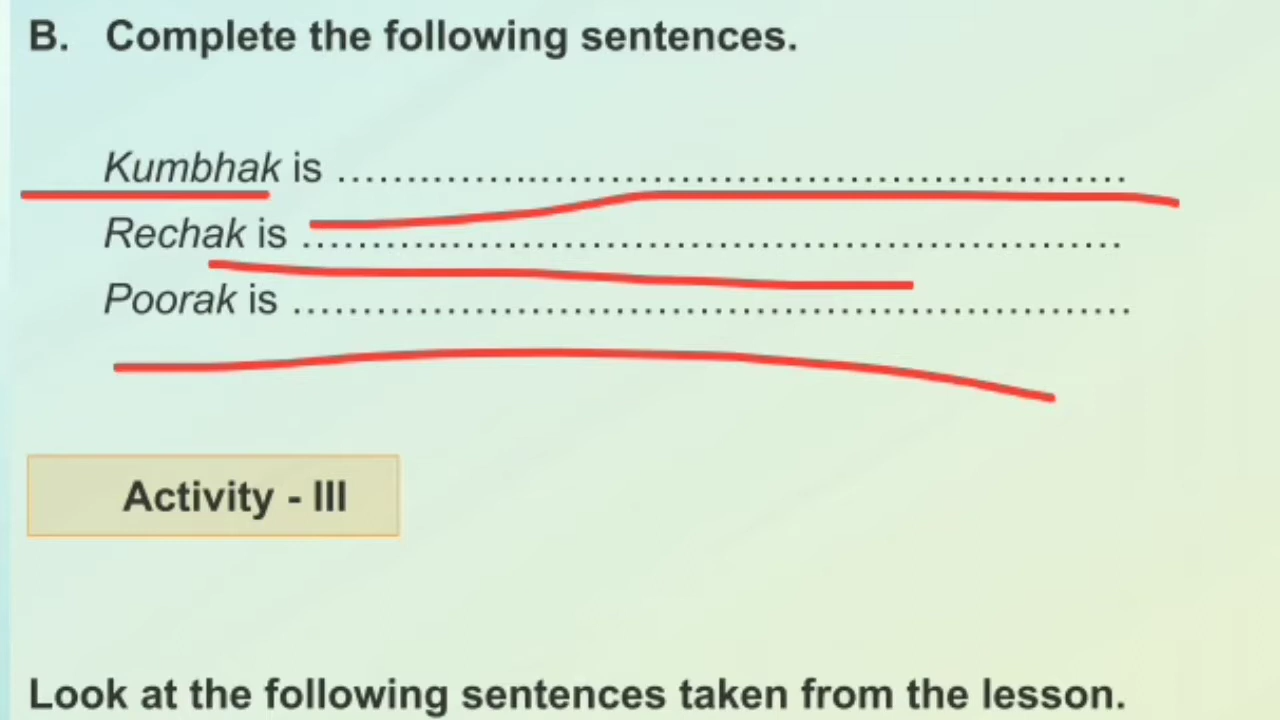 B. Complete the following sentences.
Kumbhak is ........................................................
Rechak is ..........................................................
Poorak is ............................................................
Activity - III
Look at the following sentences taken from the lesson.